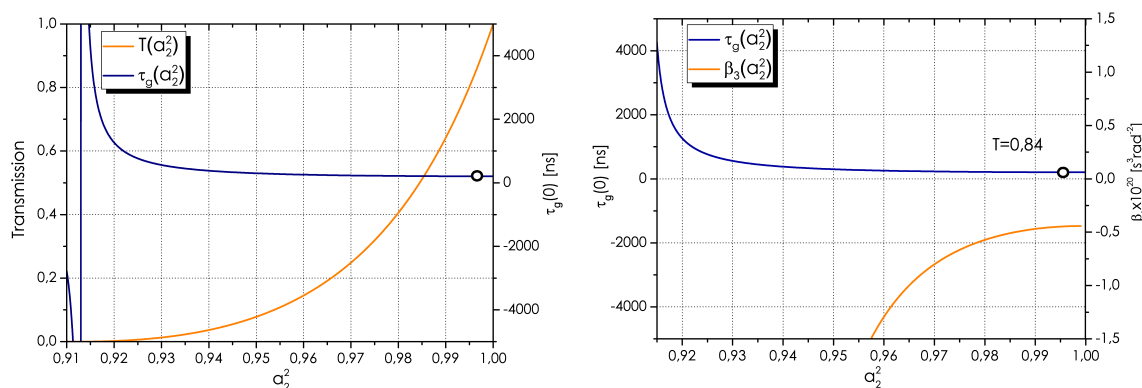 T(a₂²)
τg(a₂²)
1,0
0,8
0,6
0,4
0,2
0,0
Transmission
4000
2000
0
-2000
-4000
τg(0) [ns]
0,91 0,92 0,93 0,94 0,95 0,96 0,97 0,98 0,99 1,00
a₂²
τg(a₂²)
β₃(a₂²)
T=0,84
4000
2000
0
-2000
-4000
τg(0) [ns]
1,5
1,0
0,5
0,0
-0,5
-1,0
-1,5
β.x10²⁰ [s³rad⁻²]
0,92 0,93 0,94 0,95 0,96 0,97 0,98 0,99 1,00
a₂²